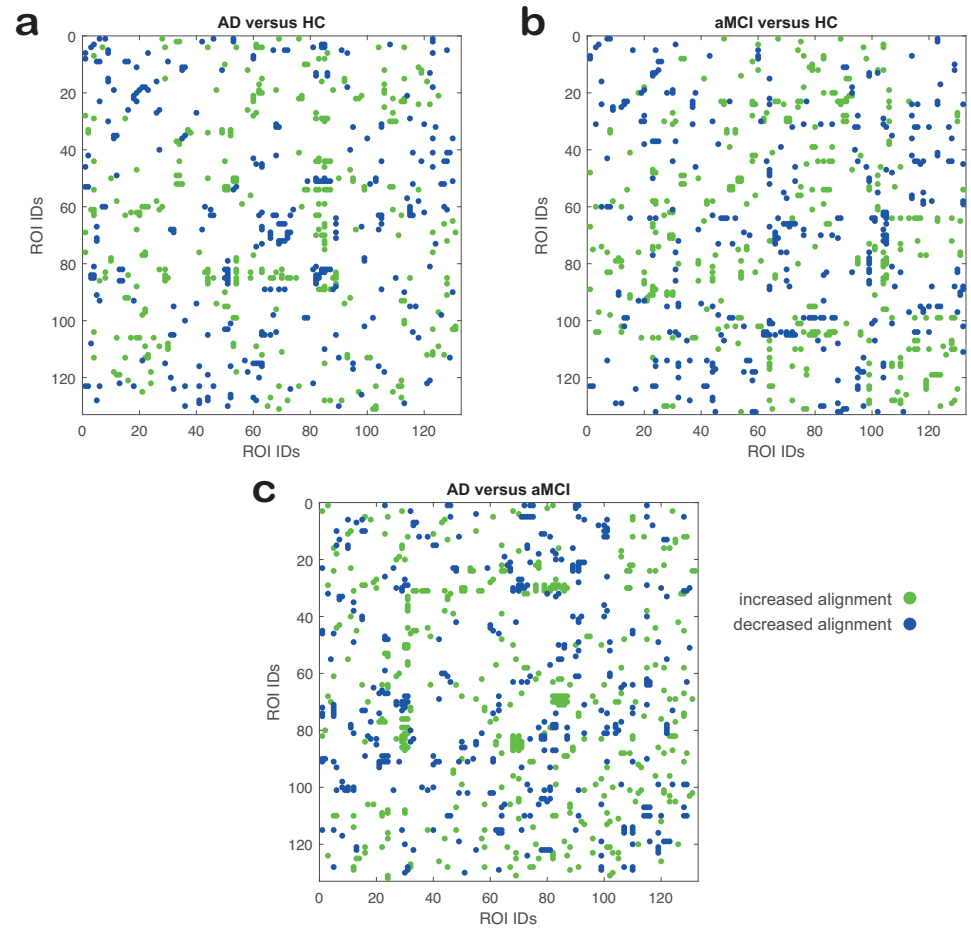 a
AD versus HC
0
20
40
60
80
100
120
ROI IDs
0 20 40 60 80 100 120
ROI IDs
b
aMCI versus HC
0
20
40
60
80
100
120
ROI IDs
0 20 40 60 80 100 120
ROI IDs
c
AD versus aMCI
0
20
40
60
80
100
120
ROI IDs
0 20 40 60 80 100 120
ROI IDs
increased alignment
decreased alignment